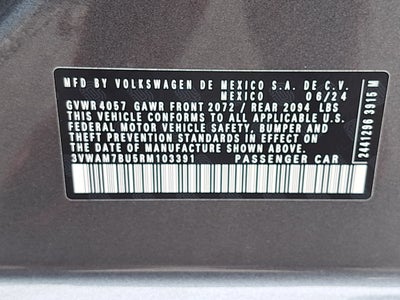 MFD BY VOLKSWAGEN DE MEXICO S.A. DE C.V.
MEXICO 06/24
GVWR 4057 GAWR FRONT 2072 / REAR 2094 LBS
THIS VEHICLE CONFORMS TO ALL APPLICABLE U.S.
FEDERAL MOTOR VEHICLE SAFETY, BUMPER AND
THEFT PREVENTION STANDARDS IN EFFECT ON
THE DATE OF MANUFACTURE SHOWN ABOVE
3VWAM7BU5RM103391 PASSENGER CAR
2441296 3915 M